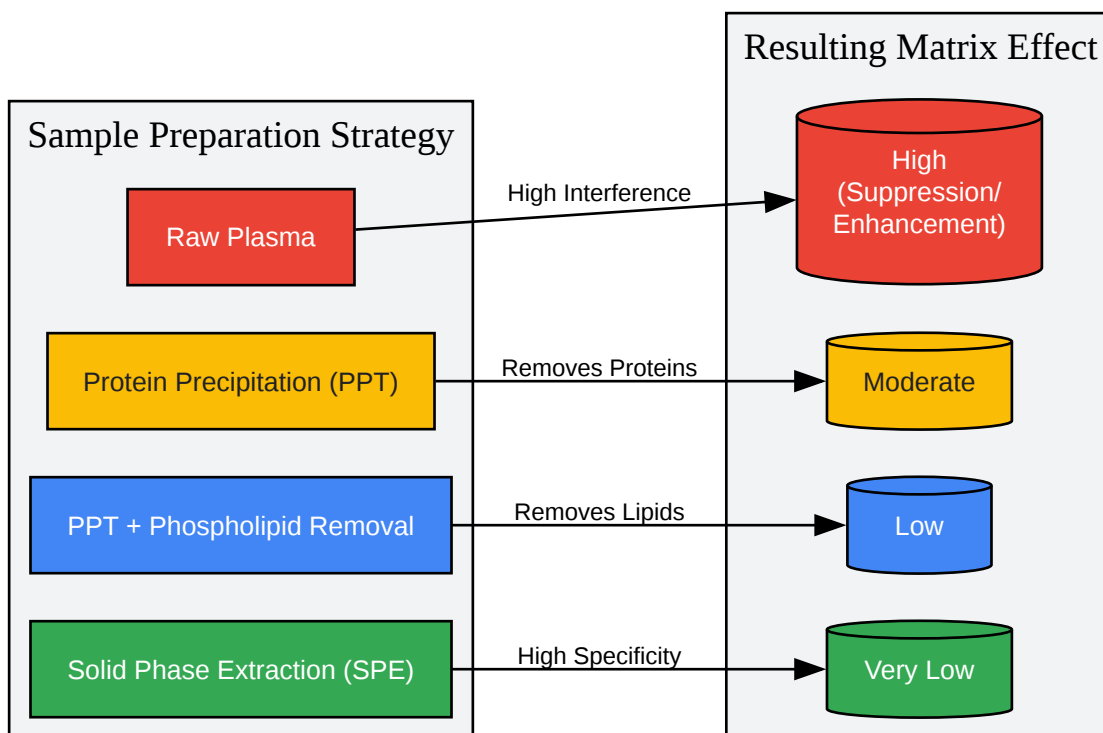 Resulting Matrix Effect
Sample Preparation Strategy
Raw Plasma
High Interference
High
(Suppression/
Enhancement)
Protein Precipitation (PPT)
Removes Proteins
Moderate
PPT + Phospholipid Removal
Removes Lipids
Low
Solid Phase Extraction (SPE)
High Specificity
Very Low